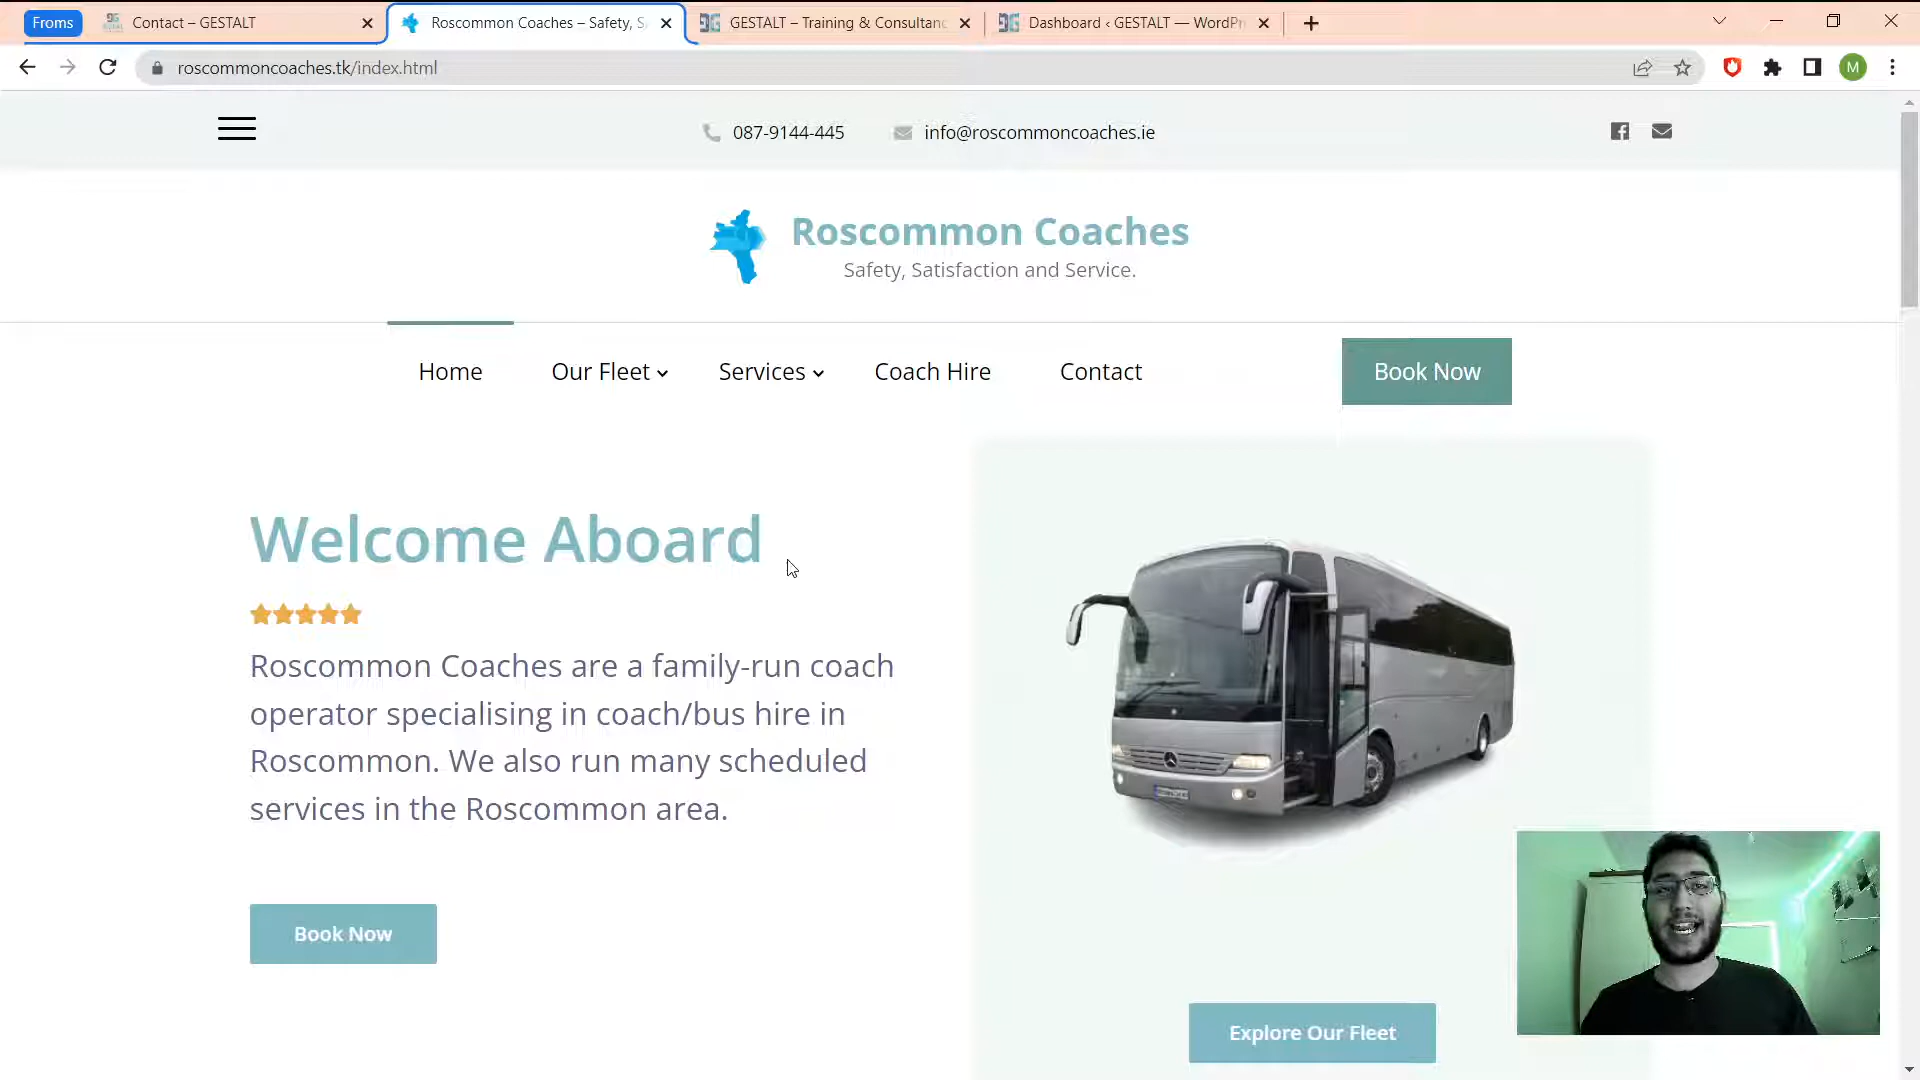 Froms
Contact – GESTALT
Roscommon Coaches – Safety, S
GESTALT – Training & Consultanc
Dashboard ‹ GESTALT — WordPr
roscommoncoaches.tk/index.html
M
087-9144-445
info@roscommoncoaches.ie
Roscommon Coaches
Safety, Satisfaction and Service.
Home
Our Fleet
Services
Coach Hire
Contact
Book Now
Welcome Aboard
Roscommon Coaches are a family-run coach
operator specialising in coach/bus hire in
Roscommon. We also run many scheduled
services in the Roscommon area.
Book Now
Explore Our Fleet